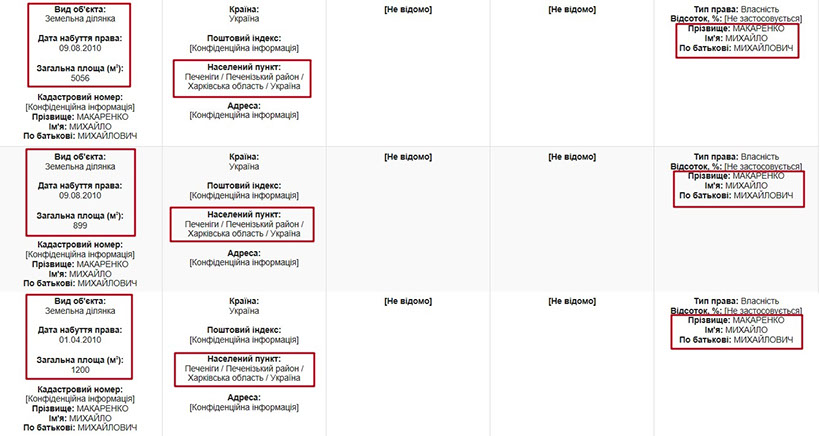 Вид об'єкта:
Земельна ділянка
Дата набуття права:
09.08.2010
Загальна площа (м²):
5056
Кадастровий номер:
[Конфіденційна інформація]
Прізвище: МАКАРЕНКО
Ім'я: МИХАЙЛО
По батькові: МИХАЙЛОВИЧ
Країна:
Україна
Поштовий індекс:
[Конфіденційна інформація]
Населений пункт:
Печеніги / Печенізький район /
Харківська область / Україна
Адреса:
[Конфіденційна інформація]
[Не відомо]
[Не відомо]
Тип права: Власність
Відсоток, %: [Не застосовується]
Прізвище: МАКАРЕНКО
Ім'я: МИХАЙЛО
По батькові: МИХАЙЛОВИЧ
Вид об'єкта:
Земельна ділянка
Дата набуття права:
09.08.2010
Загальна площа (м²):
899
Кадастровий номер:
[Конфіденційна інформація]
Прізвище: МАКАРЕНКО
Ім'я: МИХАЙЛО
По батькові: МИХАЙЛОВИЧ
Країна:
Україна
Поштовий індекс:
[Конфіденційна інформація]
Населений пункт:
Печеніги / Печенізький район /
Харківська область / Україна
Адреса:
[Конфіденційна інформація]
[Не відомо]
[Не відомо]
Тип права: Власність
Відсоток, %: [Не застосовується]
Прізвище: МАКАРЕНКО
Ім'я: МИХАЙЛО
По батькові: МИХАЙЛОВИЧ
Вид об'єкта:
Земельна ділянка
Дата набуття права:
01.04.2010
Загальна площа (м²):
1200
Кадастровий номер:
[Конфіденційна інформація]
Прізвище: МАКАРЕНКО
Ім'я: МИХАЙЛО
По батькові: МИХАЙЛОВИЧ
Країна:
Україна
Поштовий індекс:
[Конфіденційна інформація]
Населений пункт:
Печеніги / Печенізький район /
Харківська область / Україна
Адреса:
[Конфіденційна інформація]
[Не відомо]
[Не відомо]
Тип права: Власність
Відсоток, %: [Не застосовується]
Прізвище: МАКАРЕНКО
Ім'я: МИХАЙЛО
По батькові: МИХАЙЛОВИЧ